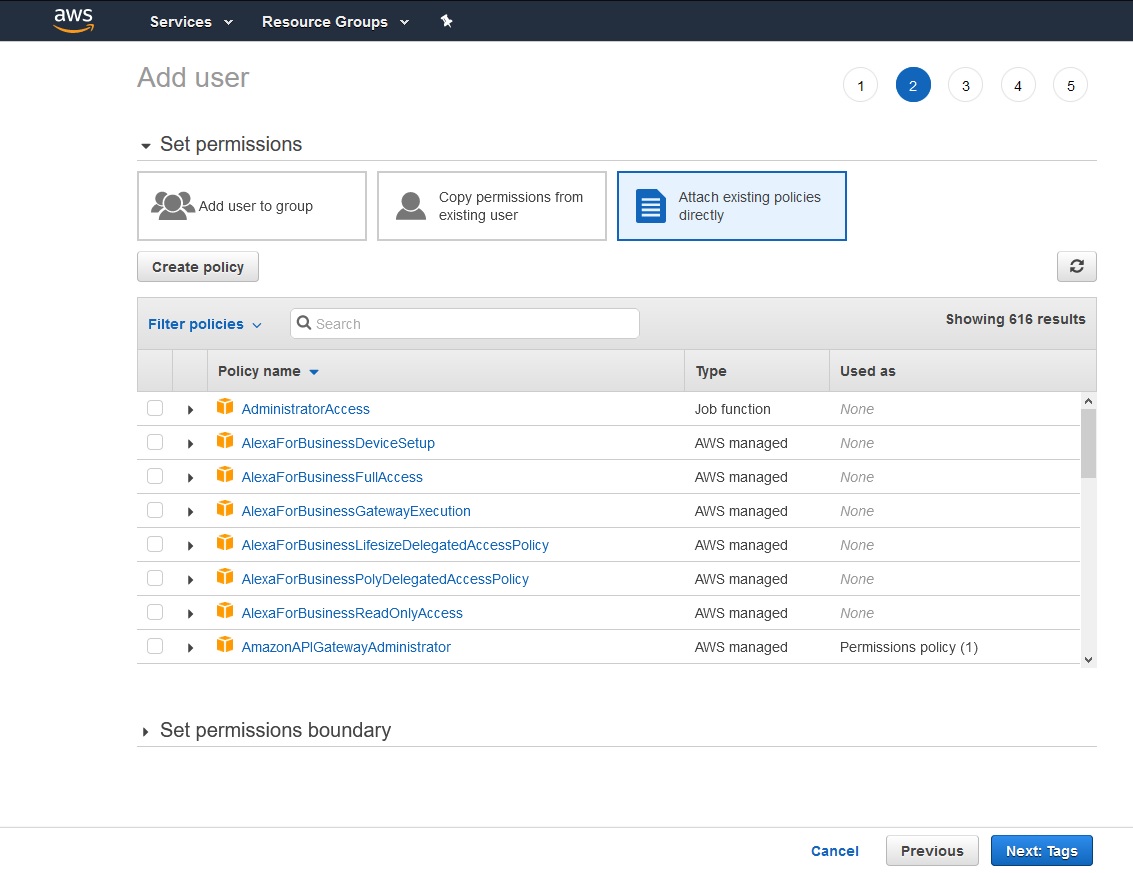 aws Services Resource Groups
Add user
1 2 3 4 5
Set permissions
Add user to group
Copy permissions from
existing user
Attach existing policies
directly
Create policy
Filter policies Search Showing 616 results
Policy name Type Used as
AdministratorAccess Job function None
AlexaForBusinessDeviceSetup AWS managed None
AlexaForBusinessFullAccess AWS managed None
AlexaForBusinessGatewayExecution AWS managed None
AlexaForBusinessLifesizeDelegatedAccessPolicy AWS managed None
AlexaForBusinessPolyDelegatedAccessPolicy AWS managed None
AlexaForBusinessReadOnlyAccess AWS managed None
AmazonAPIGatewayAdministrator AWS managed Permissions policy (1)
Set permissions boundary
Cancel Previous Next: Tags